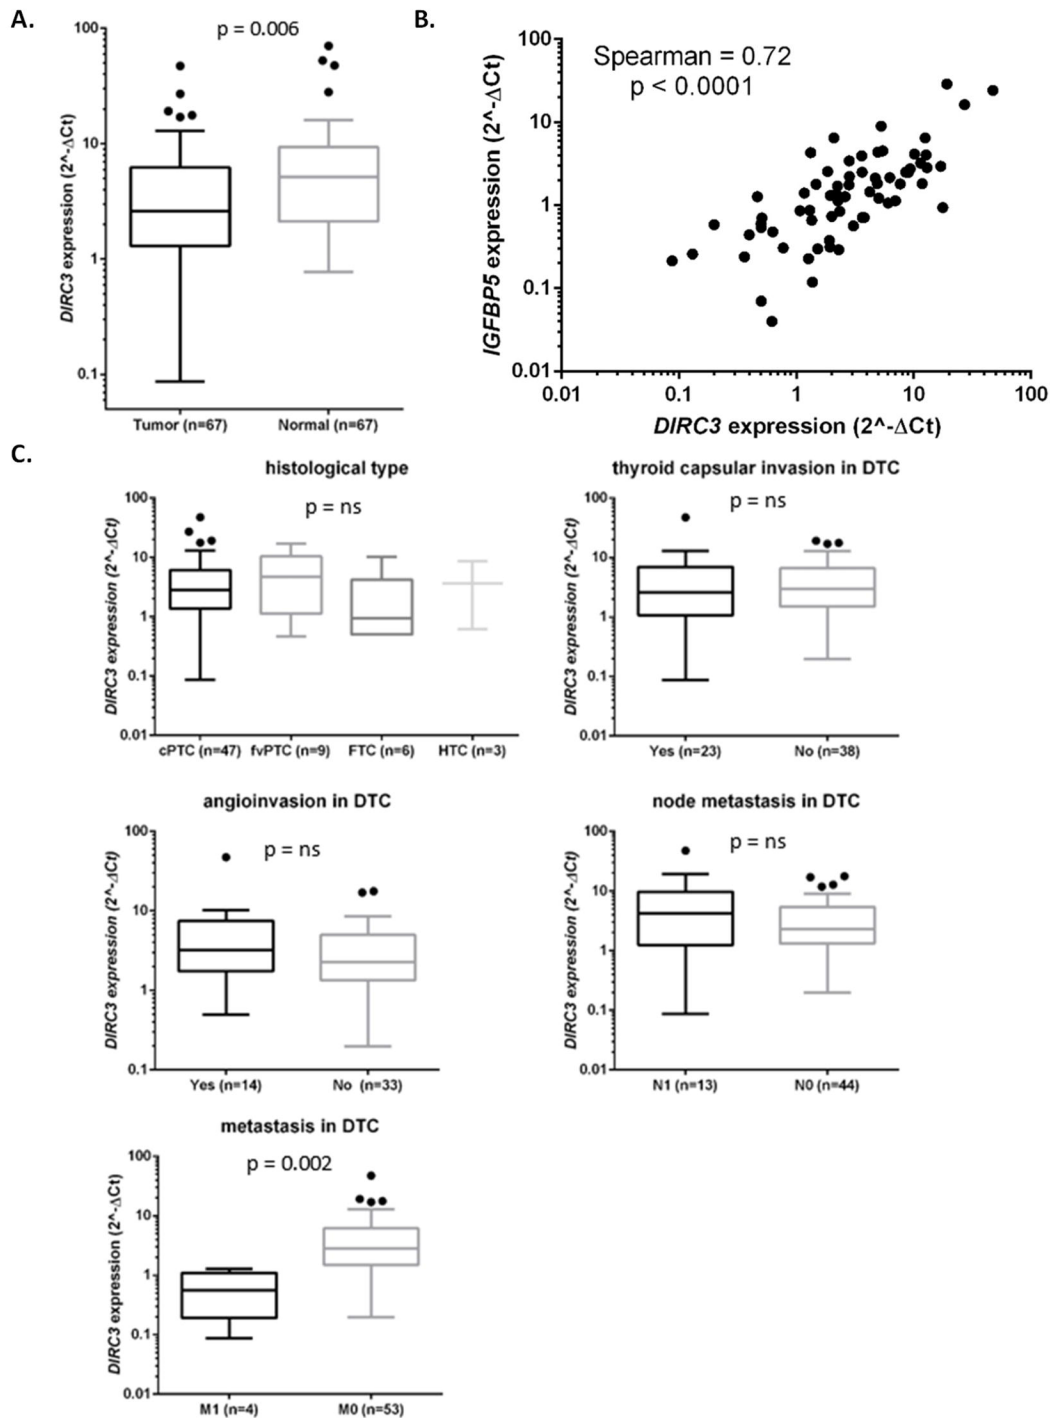 A.
p = 0.006
100
10
1
0.1
DIRC3 expression (2^-ΔCt)
Tumor (n=67) Normal (n=67)
B.
Spearman = 0.72
p < 0.0001
100
10
1
0.1
0.01
IGFBP5 expression (2^-ΔCt)
0.01 0.1 1 10 100
DIRC3 expression (2^-ΔCt)
C.
histological type
p = ns
100
10
1
0.1
0.01
DIRC3 expression (2^-ΔCt)
cPTC (n=47) fvPTC (n=9) FTC (n=6) HTC (n=3)
thyroid capsular invasion in DTC
p = ns
100
10
1
0.1
0.01
DIRC3 expression (2^-ΔCt)
Yes (n=23) No (n=38)
angioinvasion in DTC
p = ns
100
10
1
0.1
DIRC3 expression (2^-ΔCt)
Yes (n=14) No (n=33)
node metastasis in DTC
p = ns
100
10
1
0.1
0.01
DIRC3 expression (2^-ΔCt)
N1 (n=13) N0 (n=44)
metastasis in DTC
p = 0.002
100
10
1
0.1
0.01
DIRC3 expression (2^-ΔCt)
M1 (n=4) M0 (n=53)